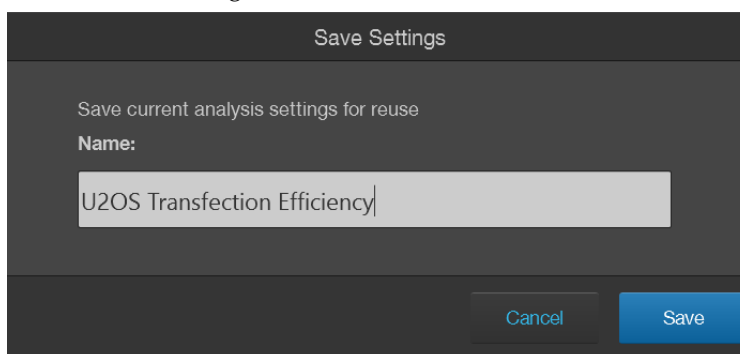 Save Settings
Save current analysis settings for reuse
Name:
U2OS Transfection Efficiency
Cancel Save